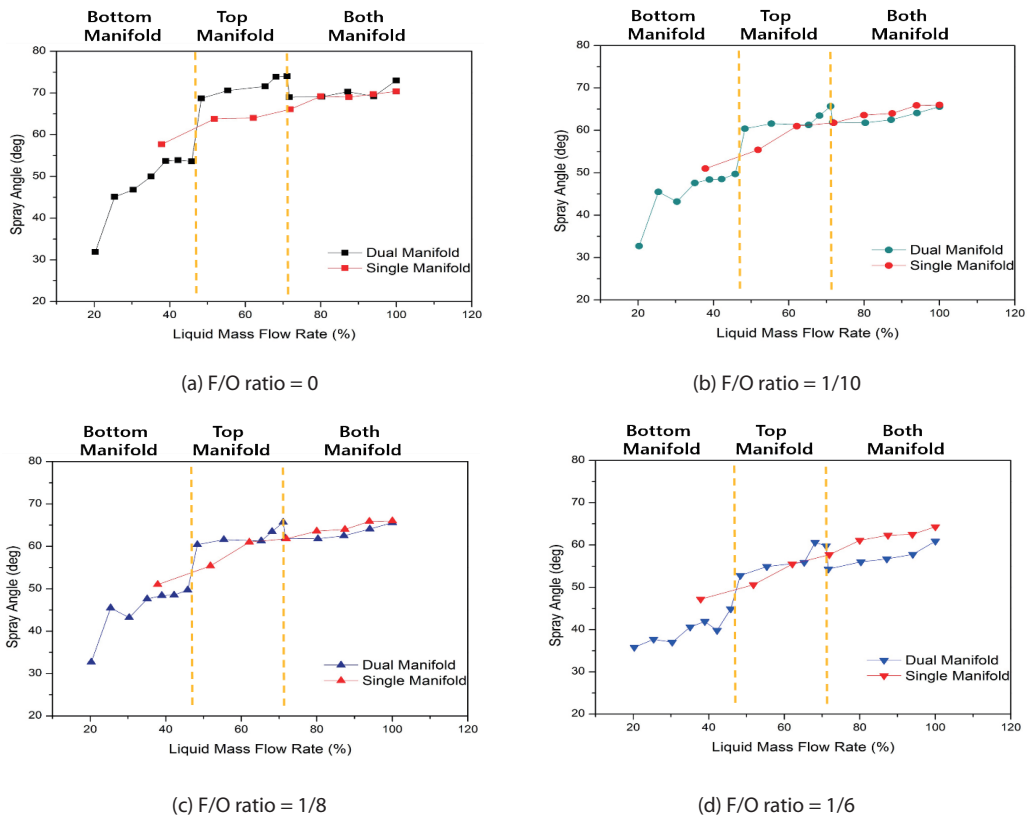 Bottom Manifold Top Manifold Both Manifold
80
70
60
50
40
30
20
Spray Angle (deg)
Dual Manifold
Single Manifold
20 40 60 80 100 120
Liquid Mass Flow Rate (%)
(a) F/O ratio = 0
Bottom Manifold Top Manifold Both Manifold
80
70
60
50
40
30
20
Spray Angle (deg)
Dual Manifold
Single Manifold
20 40 60 80 100 120
Liquid Mass Flow Rate (%)
(b) F/O ratio = 1/10
Bottom Manifold Top Manifold Both Manifold
80
70
60
50
40
30
20
Spray Angle (deg)
Dual Manifold
Single Manifold
20 40 60 80 100 120
Liquid Mass Flow Rate (%)
(c) F/O ratio = 1/8
Bottom Manifold Top Manifold Both Manifold
80
70
60
50
40
30
20
Spray Angle (deg)
Dual Manifold
Single Manifold
20 40 60 80 100 120
Liquid Mass Flow Rate (%)
(d) F/O ratio = 1/6